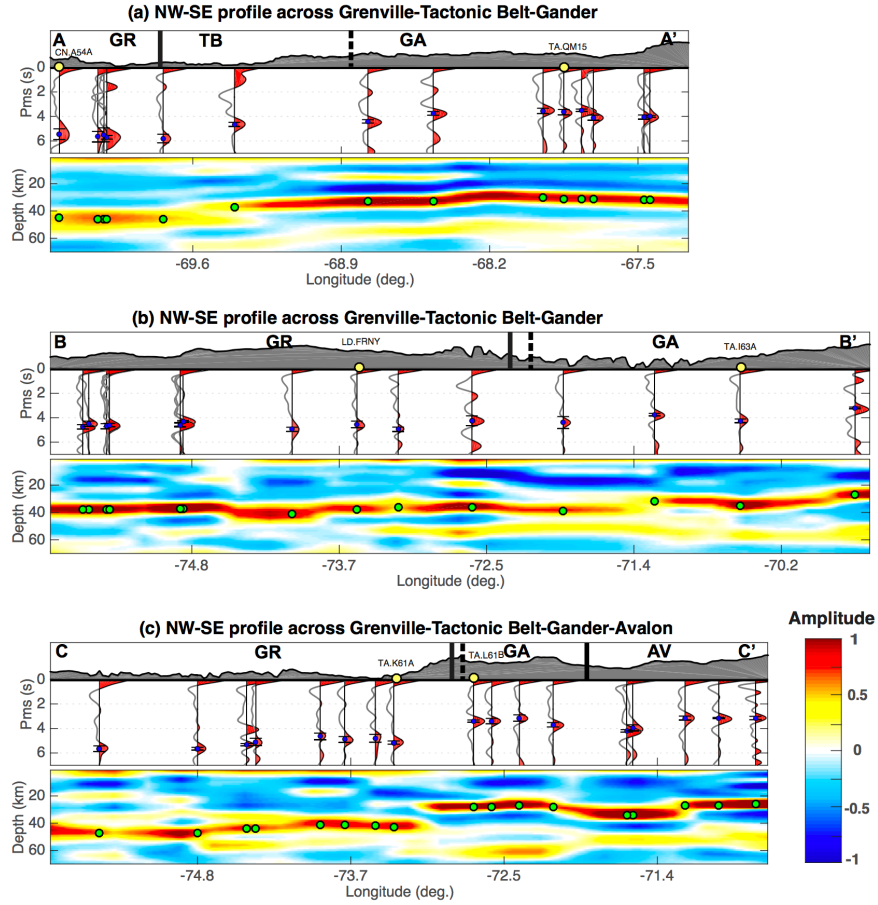 (a) NW-SE profile across Grenville-Tactonic Belt-Gander
A GR TB GA A'
CN.A54A TA.QM15
Pms (s)
0
2
4
6
Depth (km)
20
40
60
-69.6 -68.9 -68.2 -67.5
Longitude (deg.)
(b) NW-SE profile across Grenville-Tactonic Belt-Gander
B GR GA B'
LD.FRNY TA.I63A
Pms (s)
0
2
4
6
Depth (km)
20
40
60
-74.8 -73.7 -72.5 -71.4 -70.2
Longitude (deg.)
(c) NW-SE profile across Grenville-Tactonic Belt-Gander-Avalon
C GR GA AV C'
TA.K61A TA.L61B
Pms (s)
0
2
4
6
Depth (km)
20
40
60
-74.8 -73.7 -72.5 -71.4
Longitude (deg.)
Amplitude
1
0.5
0
-0.5
-1